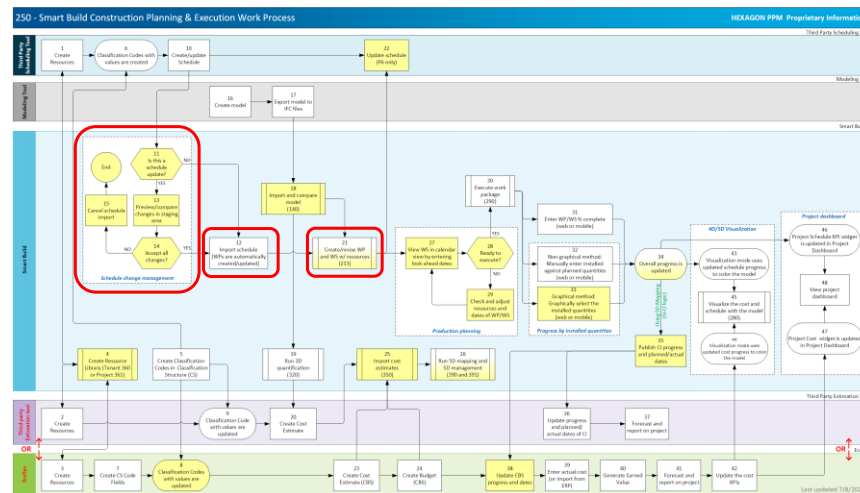 250 - Smart Build Construction Planning & Execution Work Process
HEXAGON PPM Proprietary Informatio
Third Party Scheduling
Third Party
Scheduling Tool
1
Create
Resources
6
Classification Codes
with values are
created
10
Create/update
Schedule
22
Update schedule
(P6 only)
Modeling
Modeling Tool
16
Create model
17
Export model to
IFC files
Smart Bu
Smart Build
End
11
Is this a
schedule
update?
NO
YES
15
Cancel schedule
import
13
Preview/compare
changes in staging
area
14
Accept all
changes?
NO
YES
Schedule change management
12
Import schedule
(WPs are automatically
created/updated)
18
Import and compare
model
(140)
21
Create/revise WP
and WS w/ resources
(213)
27
View WS in calendar
view by entering
look-ahead dates
28
Ready to
execute?
YES
NO
29
Check and adjust
resources and
dates of WP/WS
Production planning
30
Execute work
package
(290)
31
Enter WP/WS % complete
(web or mobile)
32
Non-graphical method:
Manually enter installed
against planned quantities
(web or mobile)
33
Graphical method:
Graphically select the
installed quantities
(web or mobile)
Progress by installed quantities
34
Overall progress is
updated
Using 5D Mapping
35
Publish CI progress
and planned/actual
dates
4D/5D Visualization
43
Visualization mode uses
updated schedule progress
to color the model
45
Visualize the cost and
schedule with the model
(280)
44
Visualization mode uses
updated cost progress to color
the model
Project dashboard
46
Project Schedule KPI widget
is updated in Project
Dashboard
48
View project
dashboard
47
Project Cost widget is updated
in Project Dashboard
4
Create Resource
Library (Tenant 360
or Project 361)
5
Create Classification
Codes in Classification
Structure (CS)
19
Run 3D
quantification
(320)
25
Import cost
estimates
(350)
26
Run 5D mapping and
5D management
(390 and 391)
Third Party Estimation
Third party
Estimation Tool
2
Create
Resources
9
Classification Code
with values are
updated
20
Create Cost
Estimate
36
Update progress
and planned/
actual dates of CI
37
Forecast and
report on project
OR
OR
Ec
EcoSys
3
Create
Resources
7
Create CS Code
Fields
8
Classification Codes
with values are
updated
23
Create Cost
Estimate (CBS)
24
Create Budget
(CBS)
38
Update CBS
progress and dates
39
Enter actual cost
(or import from
ERP)
40
Generate Earned
Value
41
Forecast and
report on project
42
Update the cost
KPIs